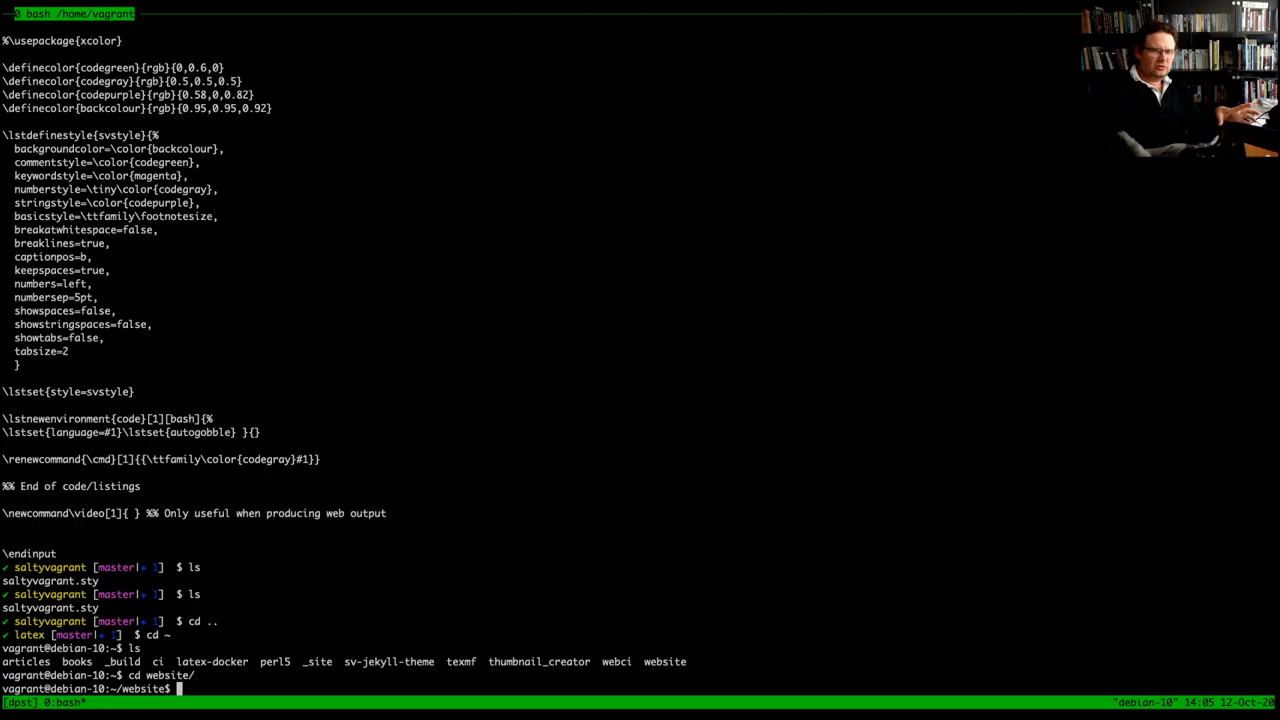 0 bash /home/vagrant
%\usepackage{xcolor}
\definecolor{codegreen}{rgb}{0,0.6,0}
\definecolor{codegray}{rgb}{0.5,0.5,0.5}
\definecolor{codepurple}{rgb}{0.58,0,0.82}
\definecolor{backcolour}{rgb}{0.95,0.95,0.92}
\lstdefinestyle{svstyle}{%
  backgroundcolor=\color{backcolour},
  commentstyle=\color{codegreen},
  keywordstyle=\color{magenta},
  numberstyle=\tiny\color{codegray},
  stringstyle=\color{codepurple},
  basicstyle=\ttfamily\footnotesize,
  breakatwhitespace=false,
  breaklines=true,
  captionpos=b,
  keepspaces=true,
  numbers=left,
  numbersep=5pt,
  showspaces=false,
  showstringspaces=false,
  showtabs=false,
  tabsize=2
  }
\lstset{style=svstyle}
\lstnewenvironment{code}[1][bash]{%
\lstset{language=#1}\lstset{autogobble} }{}
\renewcommand{\cmd}[1]{{\ttfamily\color{codegray}#1}}
%% End of code/listings
\newcommand\video[1]{ } %% Only useful when producing web output
\endinput
✔ saltyvagrant [master|+ 1]  $ ls
saltyvagrant.sty
✔ saltyvagrant [master|+ 1]  $ ls
saltyvagrant.sty
✔ saltyvagrant [master|+ 1]  $ cd ..
✔ latex [master|+ 1]  $ cd ~
vagrant@debian-10:~$ ls
articles  books  _build  ci  latex-docker  perl5  _site  sv-jekyll-theme  texmf  thumbnail_creator  webci  website
vagrant@debian-10:~$ cd website/
vagrant@debian-10:~/website$
[dpst] 0:bash* "debian-10" 14:05 12-Oct-20